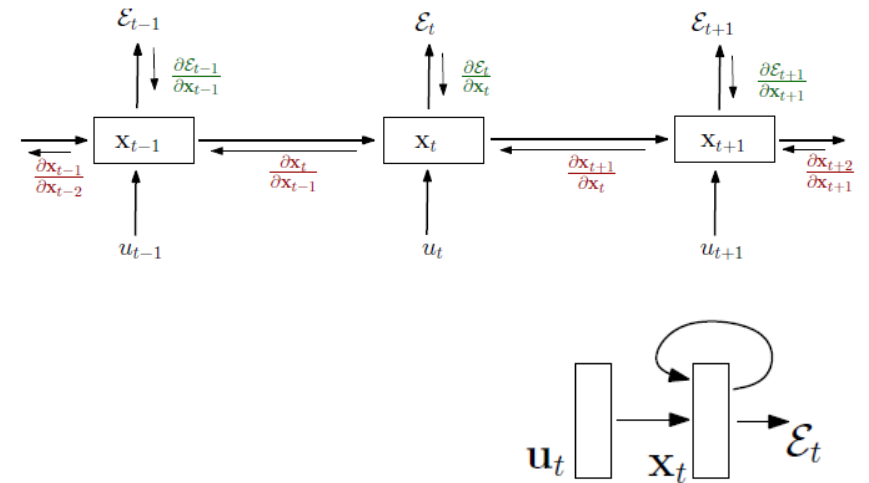 ℰ_{t−1} ℰ_t ℰ_{t+1}
∂ℰ_{t−1}/∂𝐱_{t−1} ∂ℰ_t/∂𝐱_t ∂ℰ_{t+1}/∂𝐱_{t+1}
𝐱_{t−1} 𝐱_t 𝐱_{t+1}
∂𝐱_{t−1}/∂𝐱_{t−2} ∂𝐱_t/∂𝐱_{t−1} ∂𝐱_{t+1}/∂𝐱_t ∂𝐱_{t+2}/∂𝐱_{t+1}
u_{t−1} u_t u_{t+1}
𝐮_t 𝐱_t ℰ_t